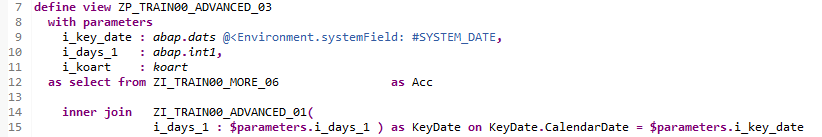 7 define view ZP_TRAIN00_ADVANCED_03
8 with parameters
9 i_key_date : abap.dats @<Environment.systemField: #SYSTEM_DATE,
10 i_days_1 : abap.int1,
11 i_koart : koart
12 as select from ZI_TRAIN00_MORE_06 as Acc
13
14 inner join ZI_TRAIN00_ADVANCED_01(
15 i_days_1 : $parameters.i_days_1 ) as KeyDate on KeyDate.CalendarDate = $parameters.i_key_date